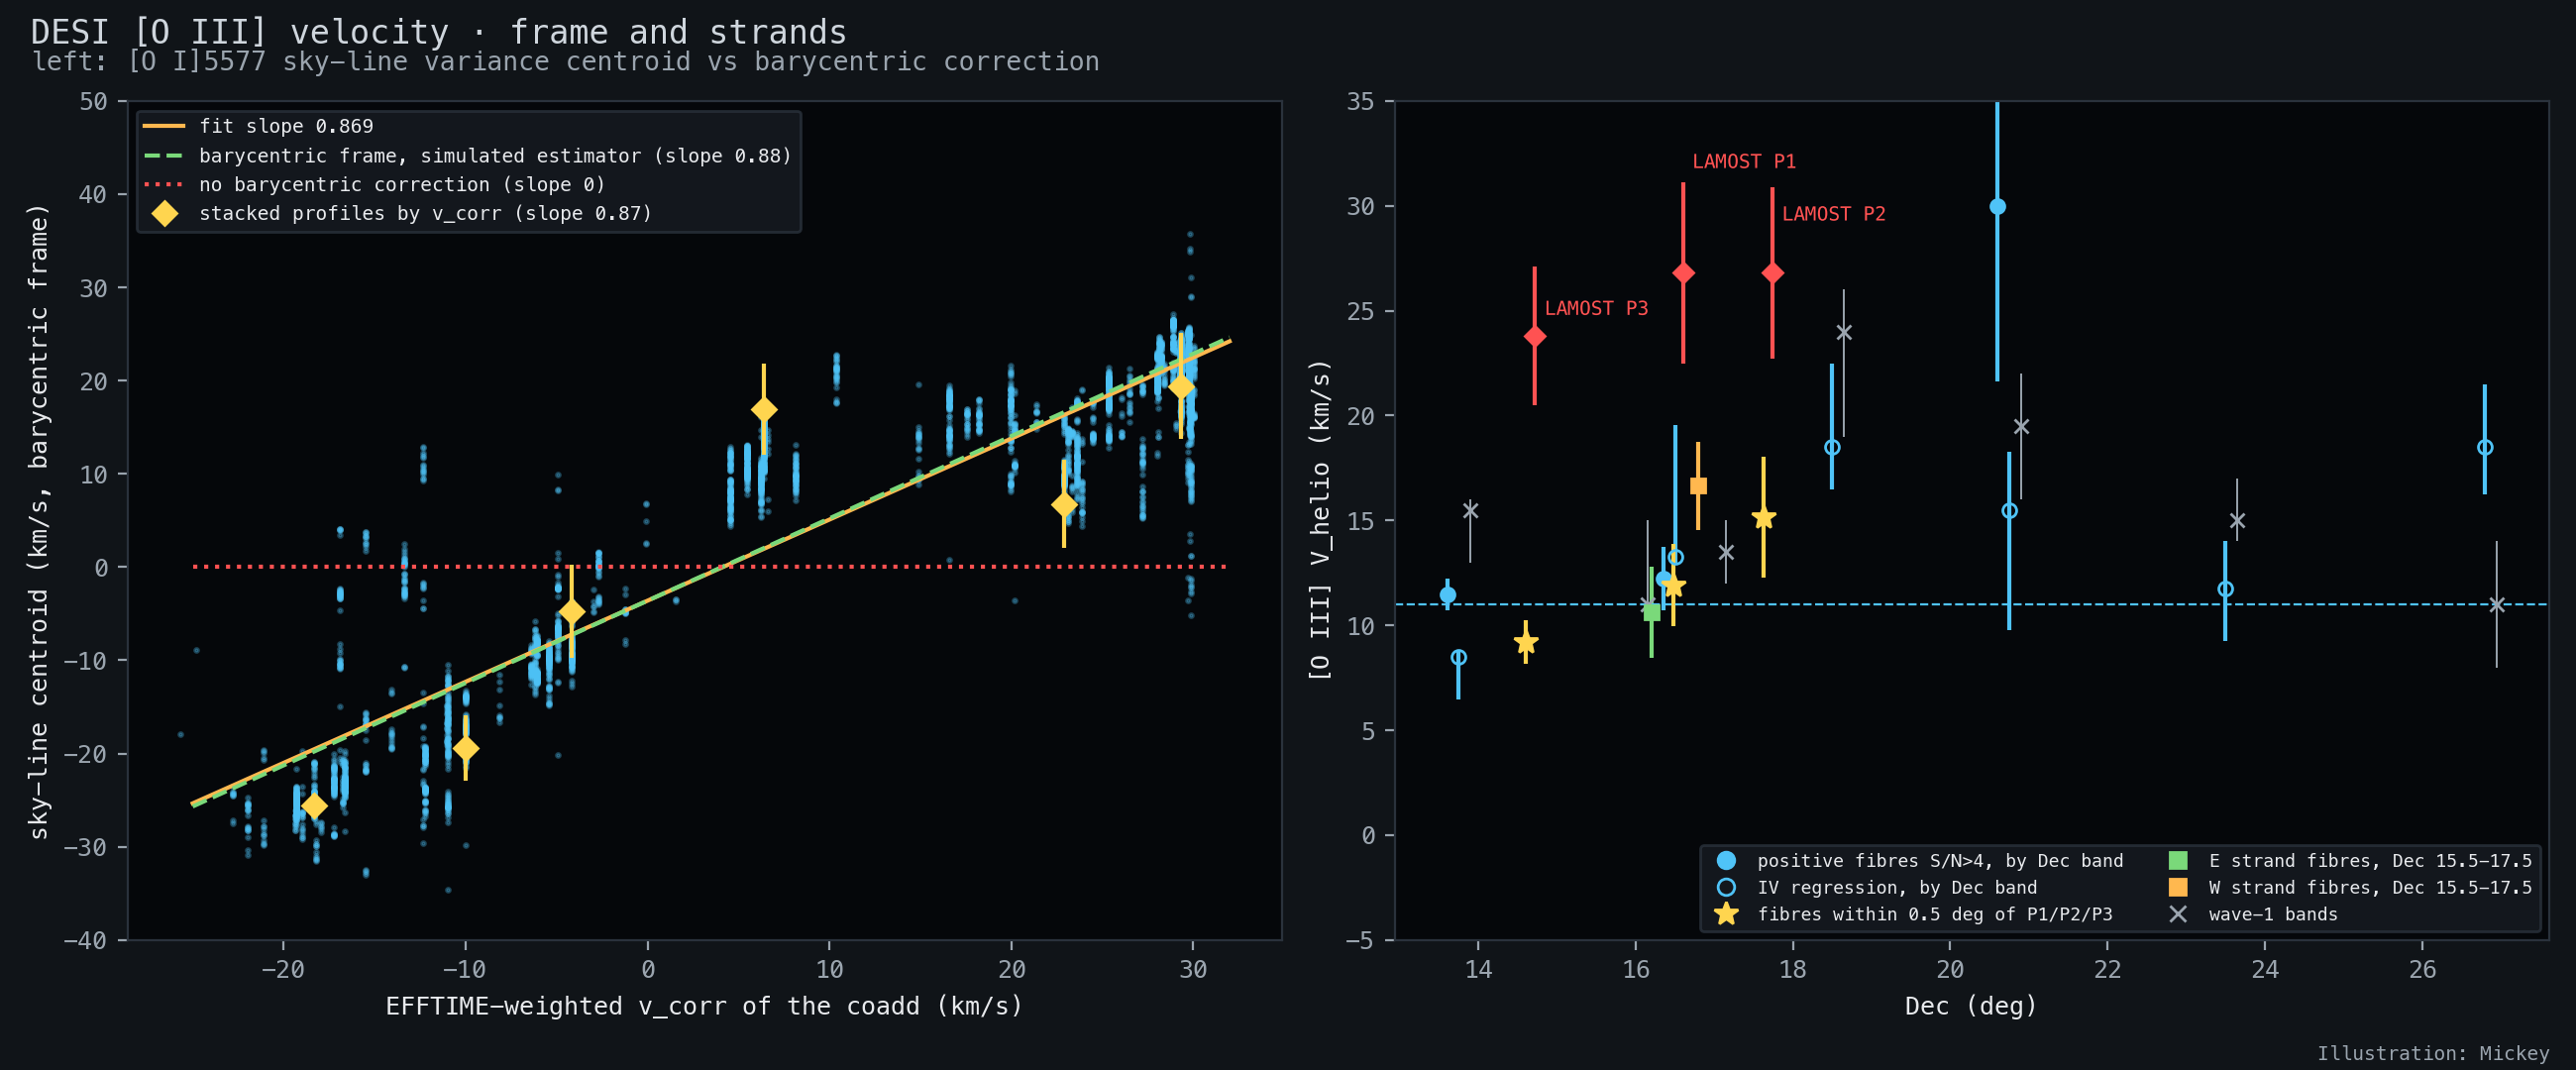 DESI [O III] velocity · frame and strands
left: [O I]5577 sky−line variance centroid vs barycentric correction
sky−line centroid (km/s, barycentric frame)
50
40
30
20
10
0
−10
−20
−30
−40
fit slope 0.869
barycentric frame, simulated estimator (slope 0.88)
no barycentric correction (slope 0)
stacked profiles by v_corr (slope 0.87)
−20
−10
0
10
20
30
EFFTIME−weighted v_corr of the coadd (km/s)
[O III] V_helio (km/s)
35
30
25
20
15
10
5
0
−5
LAMOST P1
LAMOST P2
LAMOST P3
positive fibres S/N>4, by Dec band
IV regression, by Dec band
fibres within 0.5 deg of P1/P2/P3
E strand fibres, Dec 15.5−17.5
W strand fibres, Dec 15.5−17.5
wave−1 bands
14
16
18
20
22
24
26
Dec (deg)
Illustration: Mickey